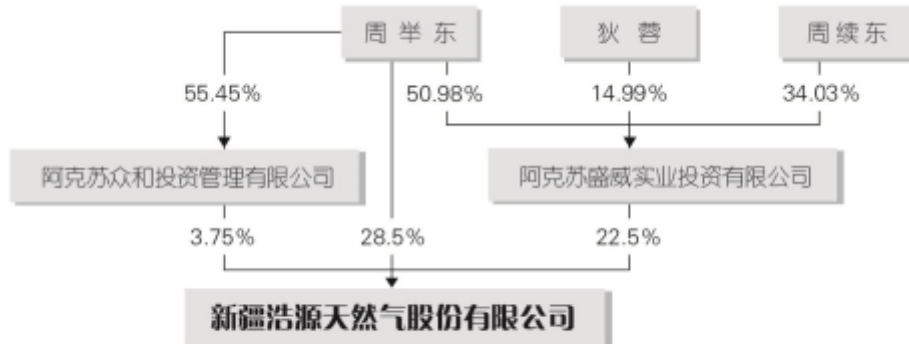 周举东 狄蓉 周续东
55.45% 50.98% 14.99% 34.03%
阿克苏众和投资管理有限公司 阿克苏盛威实业投资有限公司
3.75% 28.5% 22.5%
新疆浩源天然气股份有限公司